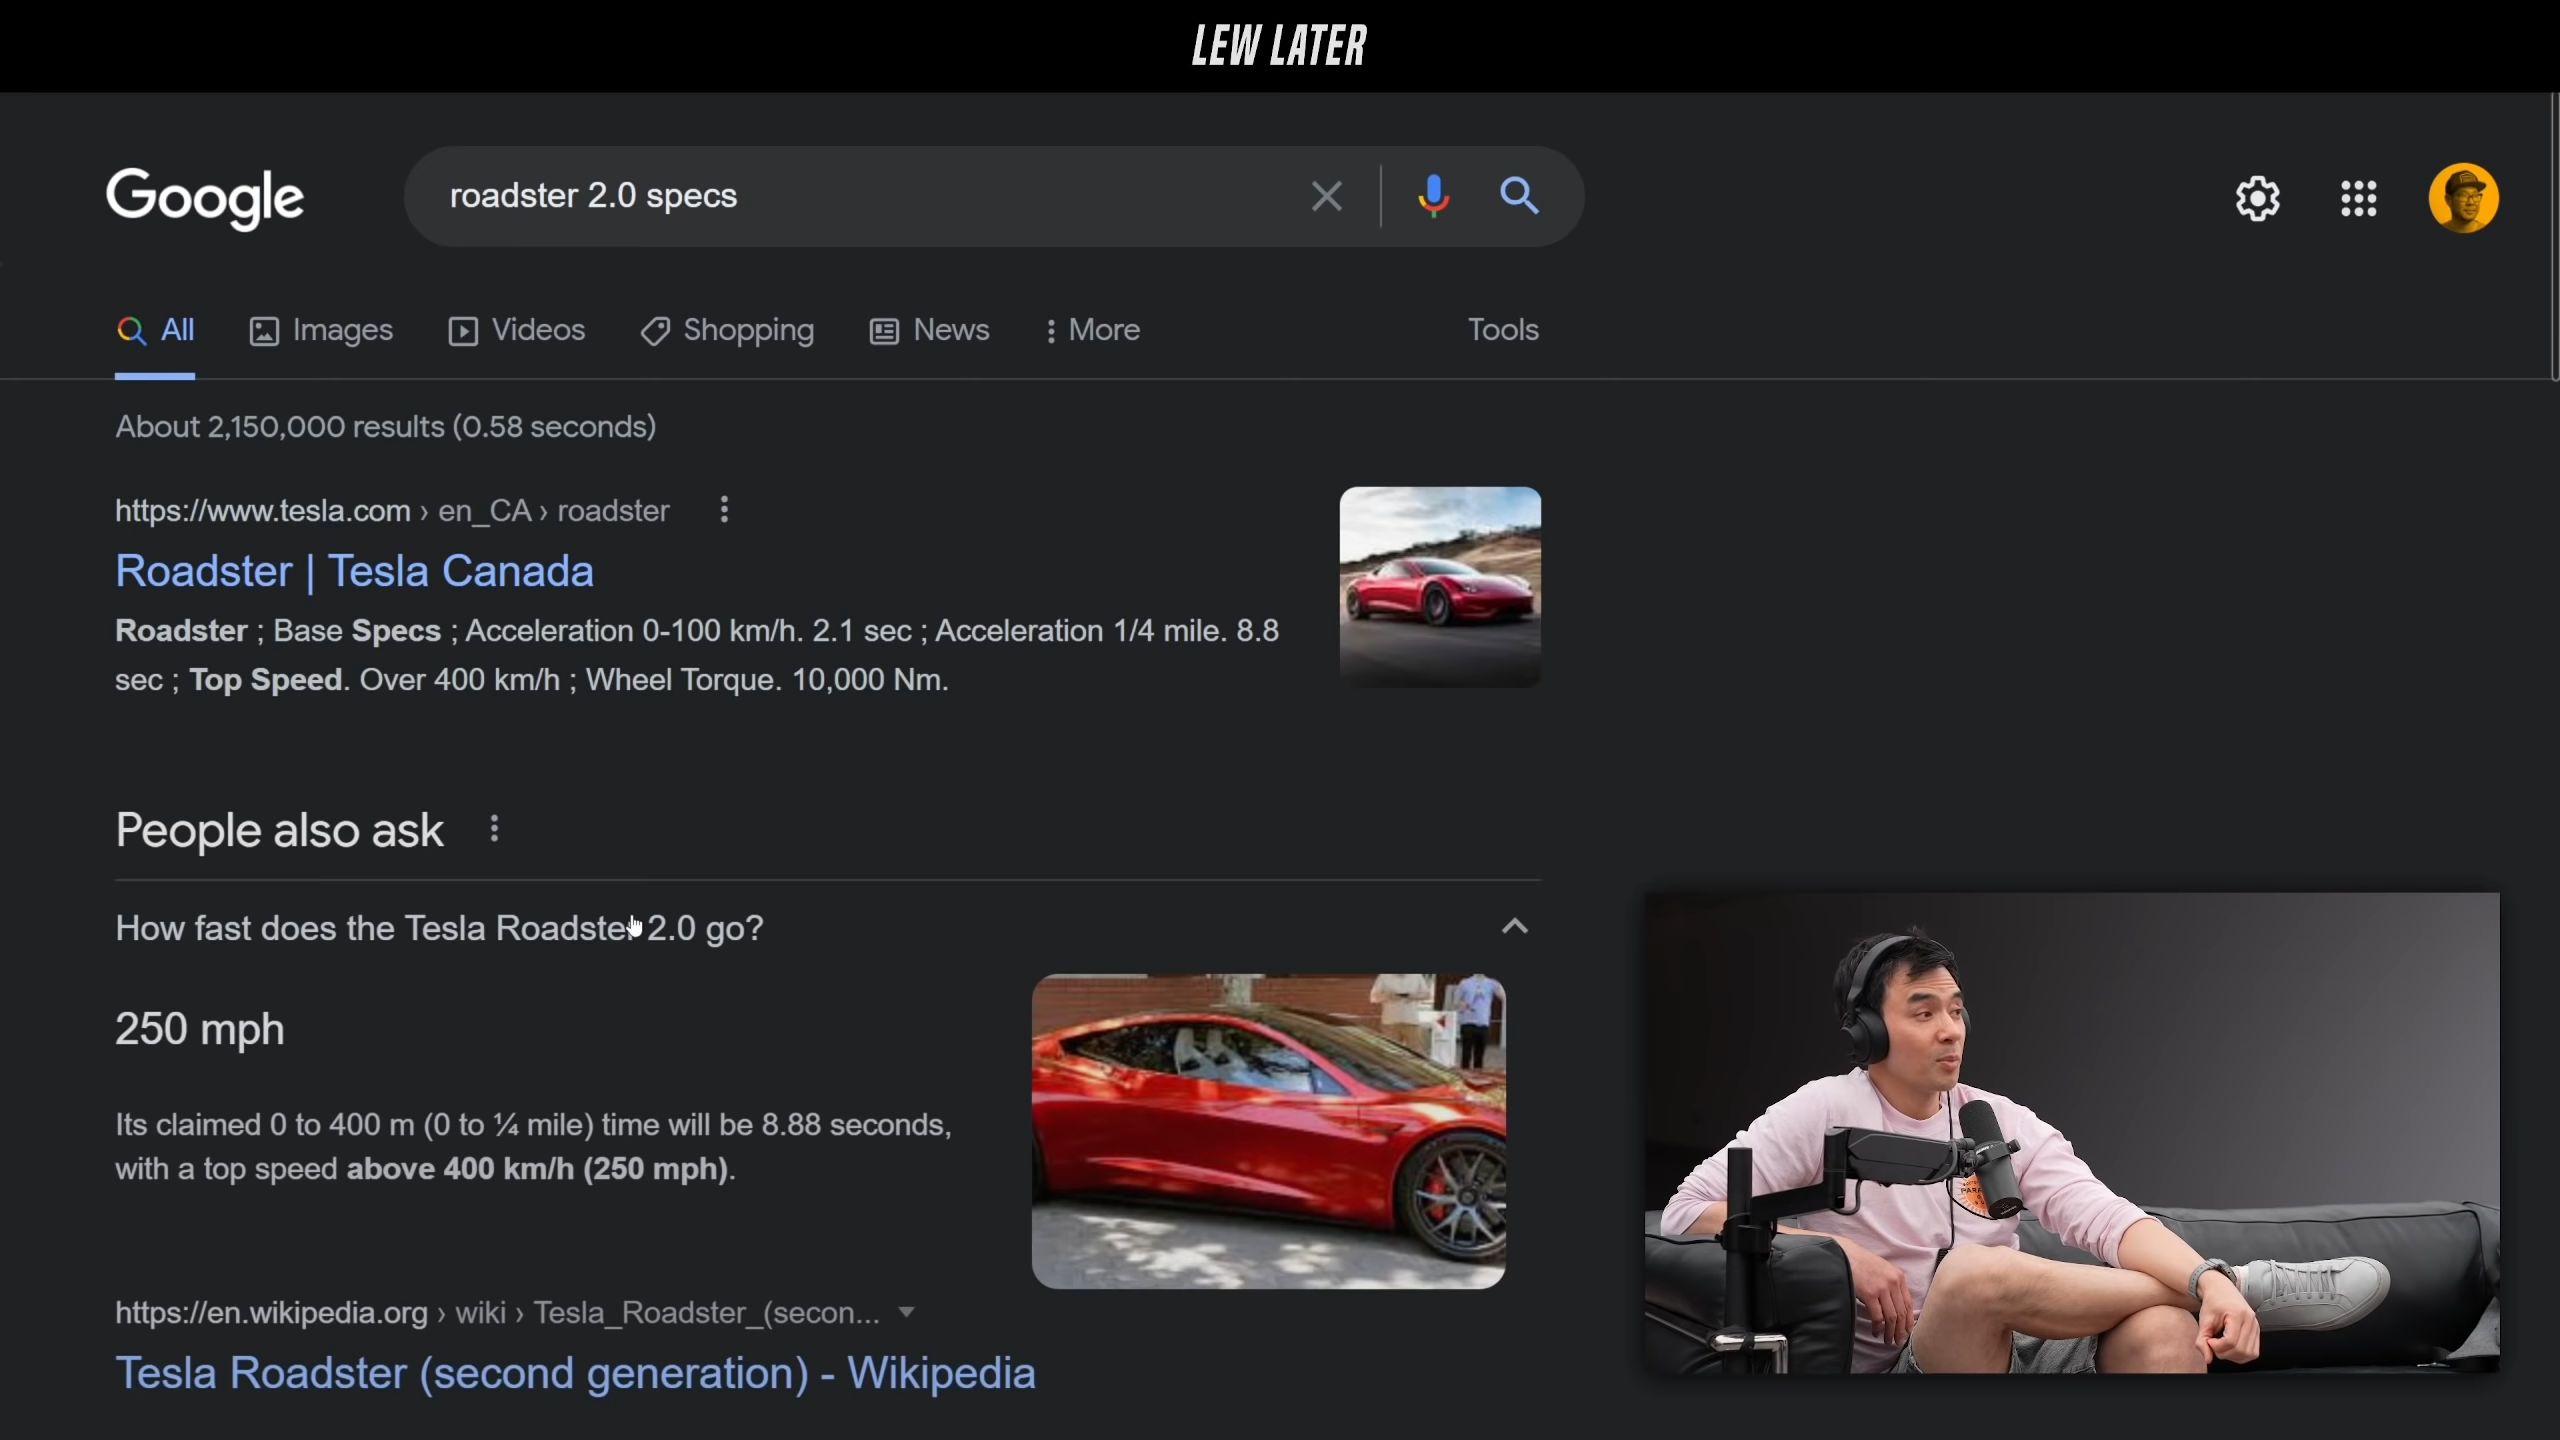 LEW LATER
Google
roadster 2.0 specs
All
Images
Videos
Shopping
News
More
Tools
About 2,150,000 results (0.58 seconds)
https://www.tesla.com › en_CA › roadster
Roadster | Tesla Canada
Roadster ; Base Specs ; Acceleration 0-100 km/h. 2.1 sec ; Acceleration 1/4 mile. 8.8
sec ; Top Speed. Over 400 km/h ; Wheel Torque. 10,000 Nm.
People also ask
How fast does the Tesla Roadster 2.0 go?
250 mph
Its claimed 0 to 400 m (0 to ¼ mile) time will be 8.88 seconds,
with a top speed above 400 km/h (250 mph).
https://en.wikipedia.org › wiki › Tesla_Roadster_(secon...
Tesla Roadster (second generation) - Wikipedia